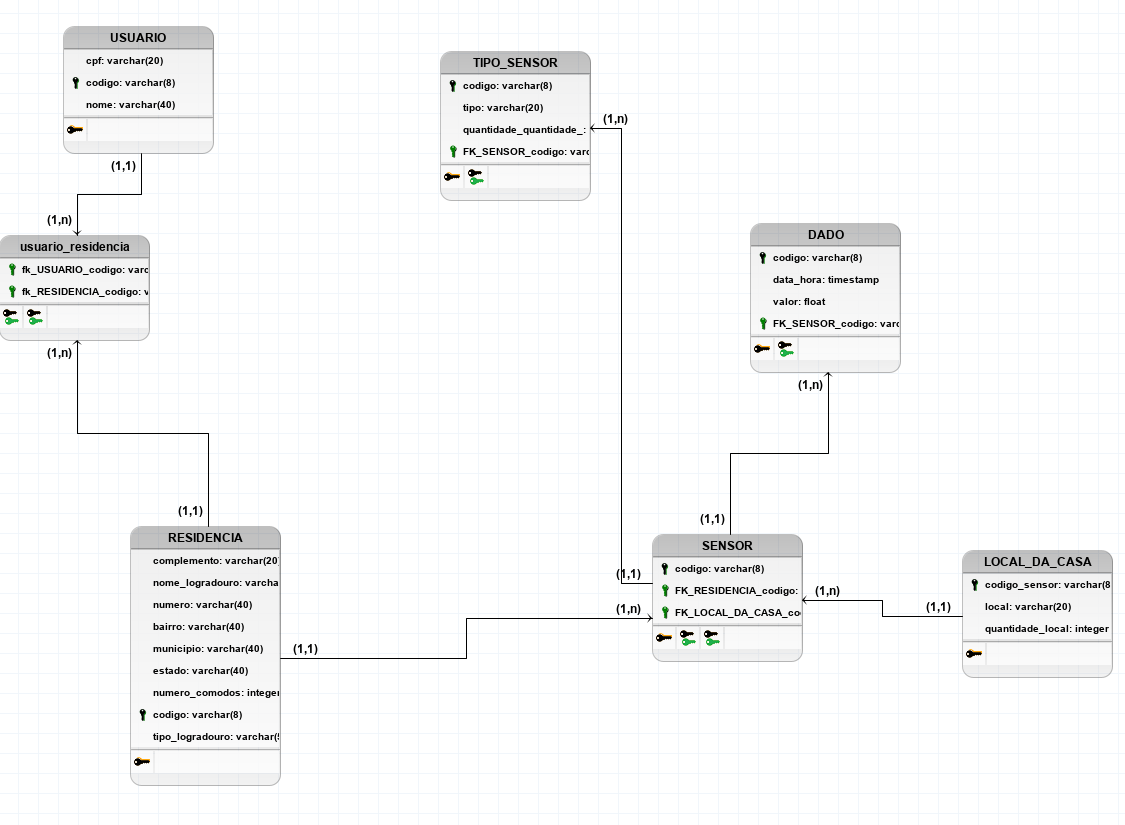 USUARIO
cpf: varchar(20)
codigo: varchar(8)
nome: varchar(40)
(1,1)
(1,n)
usuario_residencia
fk_USUARIO_codigo: varc
fk_RESIDENCIA_codigo: v
(1,n)
(1,1)
RESIDENCIA
complemento: varchar(20)
nome_logradouro: varcha
numero: varchar(40)
bairro: varchar(40)
municipio: varchar(40)
estado: varchar(40)
numero_comodos: integer
codigo: varchar(8)
tipo_logradouro: varchar(
(1,1)
TIPO_SENSOR
codigo: varchar(8)
tipo: varchar(20)
quantidade_quantidade_:
FK_SENSOR_codigo: varc
(1,n)
DADO
codigo: varchar(8)
data_hora: timestamp
valor: float
FK_SENSOR_codigo: varc
(1,n)
(1,1)
SENSOR
codigo: varchar(8)
FK_RESIDENCIA_codigo:
FK_LOCAL_DA_CASA_co
(1,1)
(1,n)
(1,n)
(1,1)
LOCAL_DA_CASA
codigo_sensor: varchar(8
local: varchar(20)
quantidade_local: integer